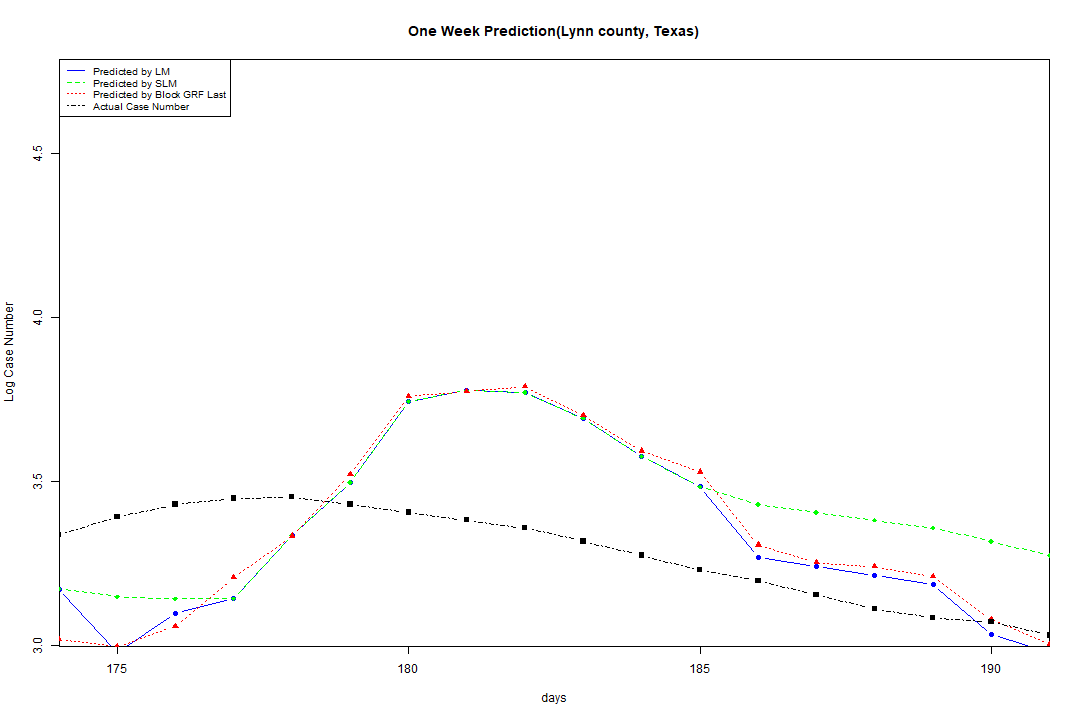 One Week Prediction(Lynn county, Texas)
Predicted by LM
Predicted by SLM
Predicted by Block GRF Last
Actual Case Number
4.5
4.0
3.5
3.0
Log Case Number
175 180 185 190
days